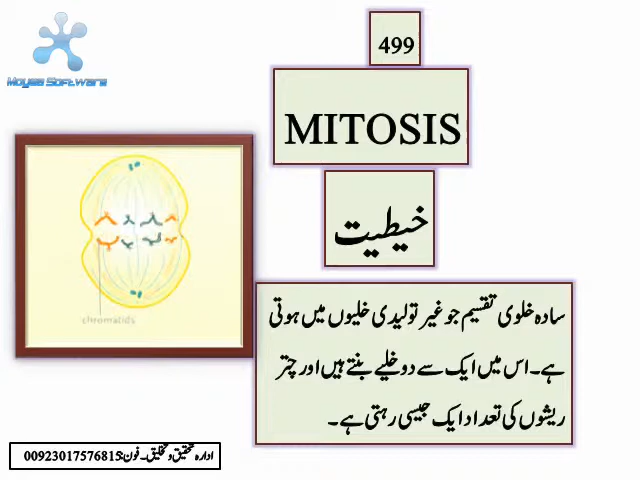 Moyea Software
499
MITOSIS
خیطیت
chromatids
سادہ خلوی تقسیم جو غیر تولیدی خلیوں میں ہوتی
ہے۔ اس میں ایک سے دو خلیے بنتے ہیں اور چتر
ریشوں کی تعداد ایک جیسی رہتی ہے۔
ادارہ تحقیق و تخلیق۔ فون:00923017576815